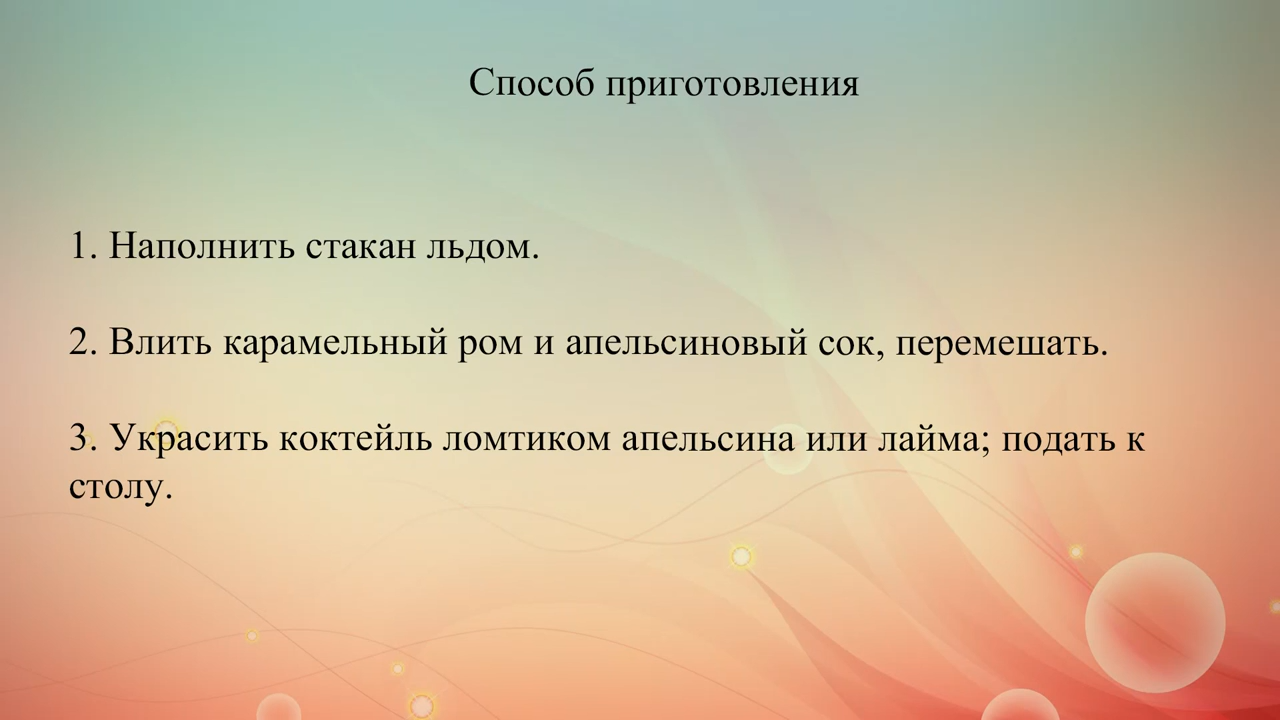 Способ приготовления
1. Наполнить стакан льдом.
2. Влить карамельный ром и апельсиновый сок, перемешать.
3. Украсить коктейль ломтиком апельсина или лайма; подать к
столу.